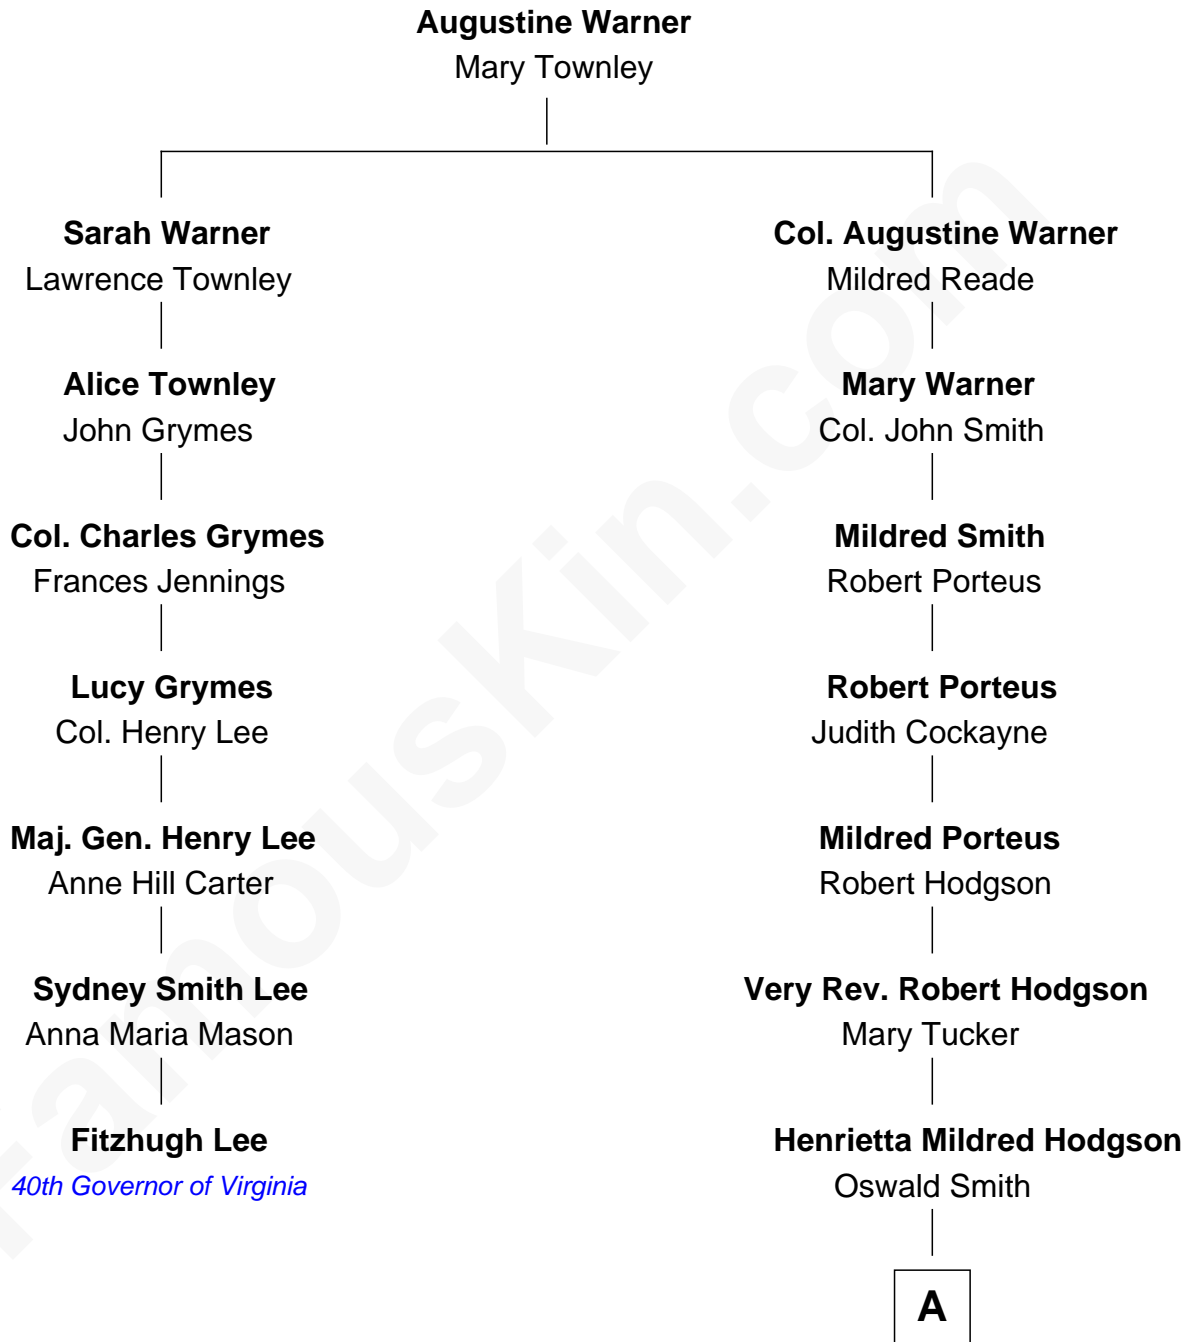 Augustine Warner
Mary Townley
Sarah Warner
Lawrence Townley
Col. Augustine Warner
Mildred Reade
Alice Townley
John Grymes
Mary Warner
Col. John Smith
Col. Charles Grymes
Frances Jennings
Mildred Smith
Robert Porteus
Lucy Grymes
Col. Henry Lee
Robert Porteus
Judith Cockayne
Maj. Gen. Henry Lee
Anne Hill Carter
Mildred Porteus
Robert Hodgson
Sydney Smith Lee
Anna Maria Mason
Very Rev. Robert Hodgson
Mary Tucker
Fitzhugh Lee
40th Governor of Virginia
Henrietta Mildred Hodgson
Oswald Smith
A
FamousKin.com